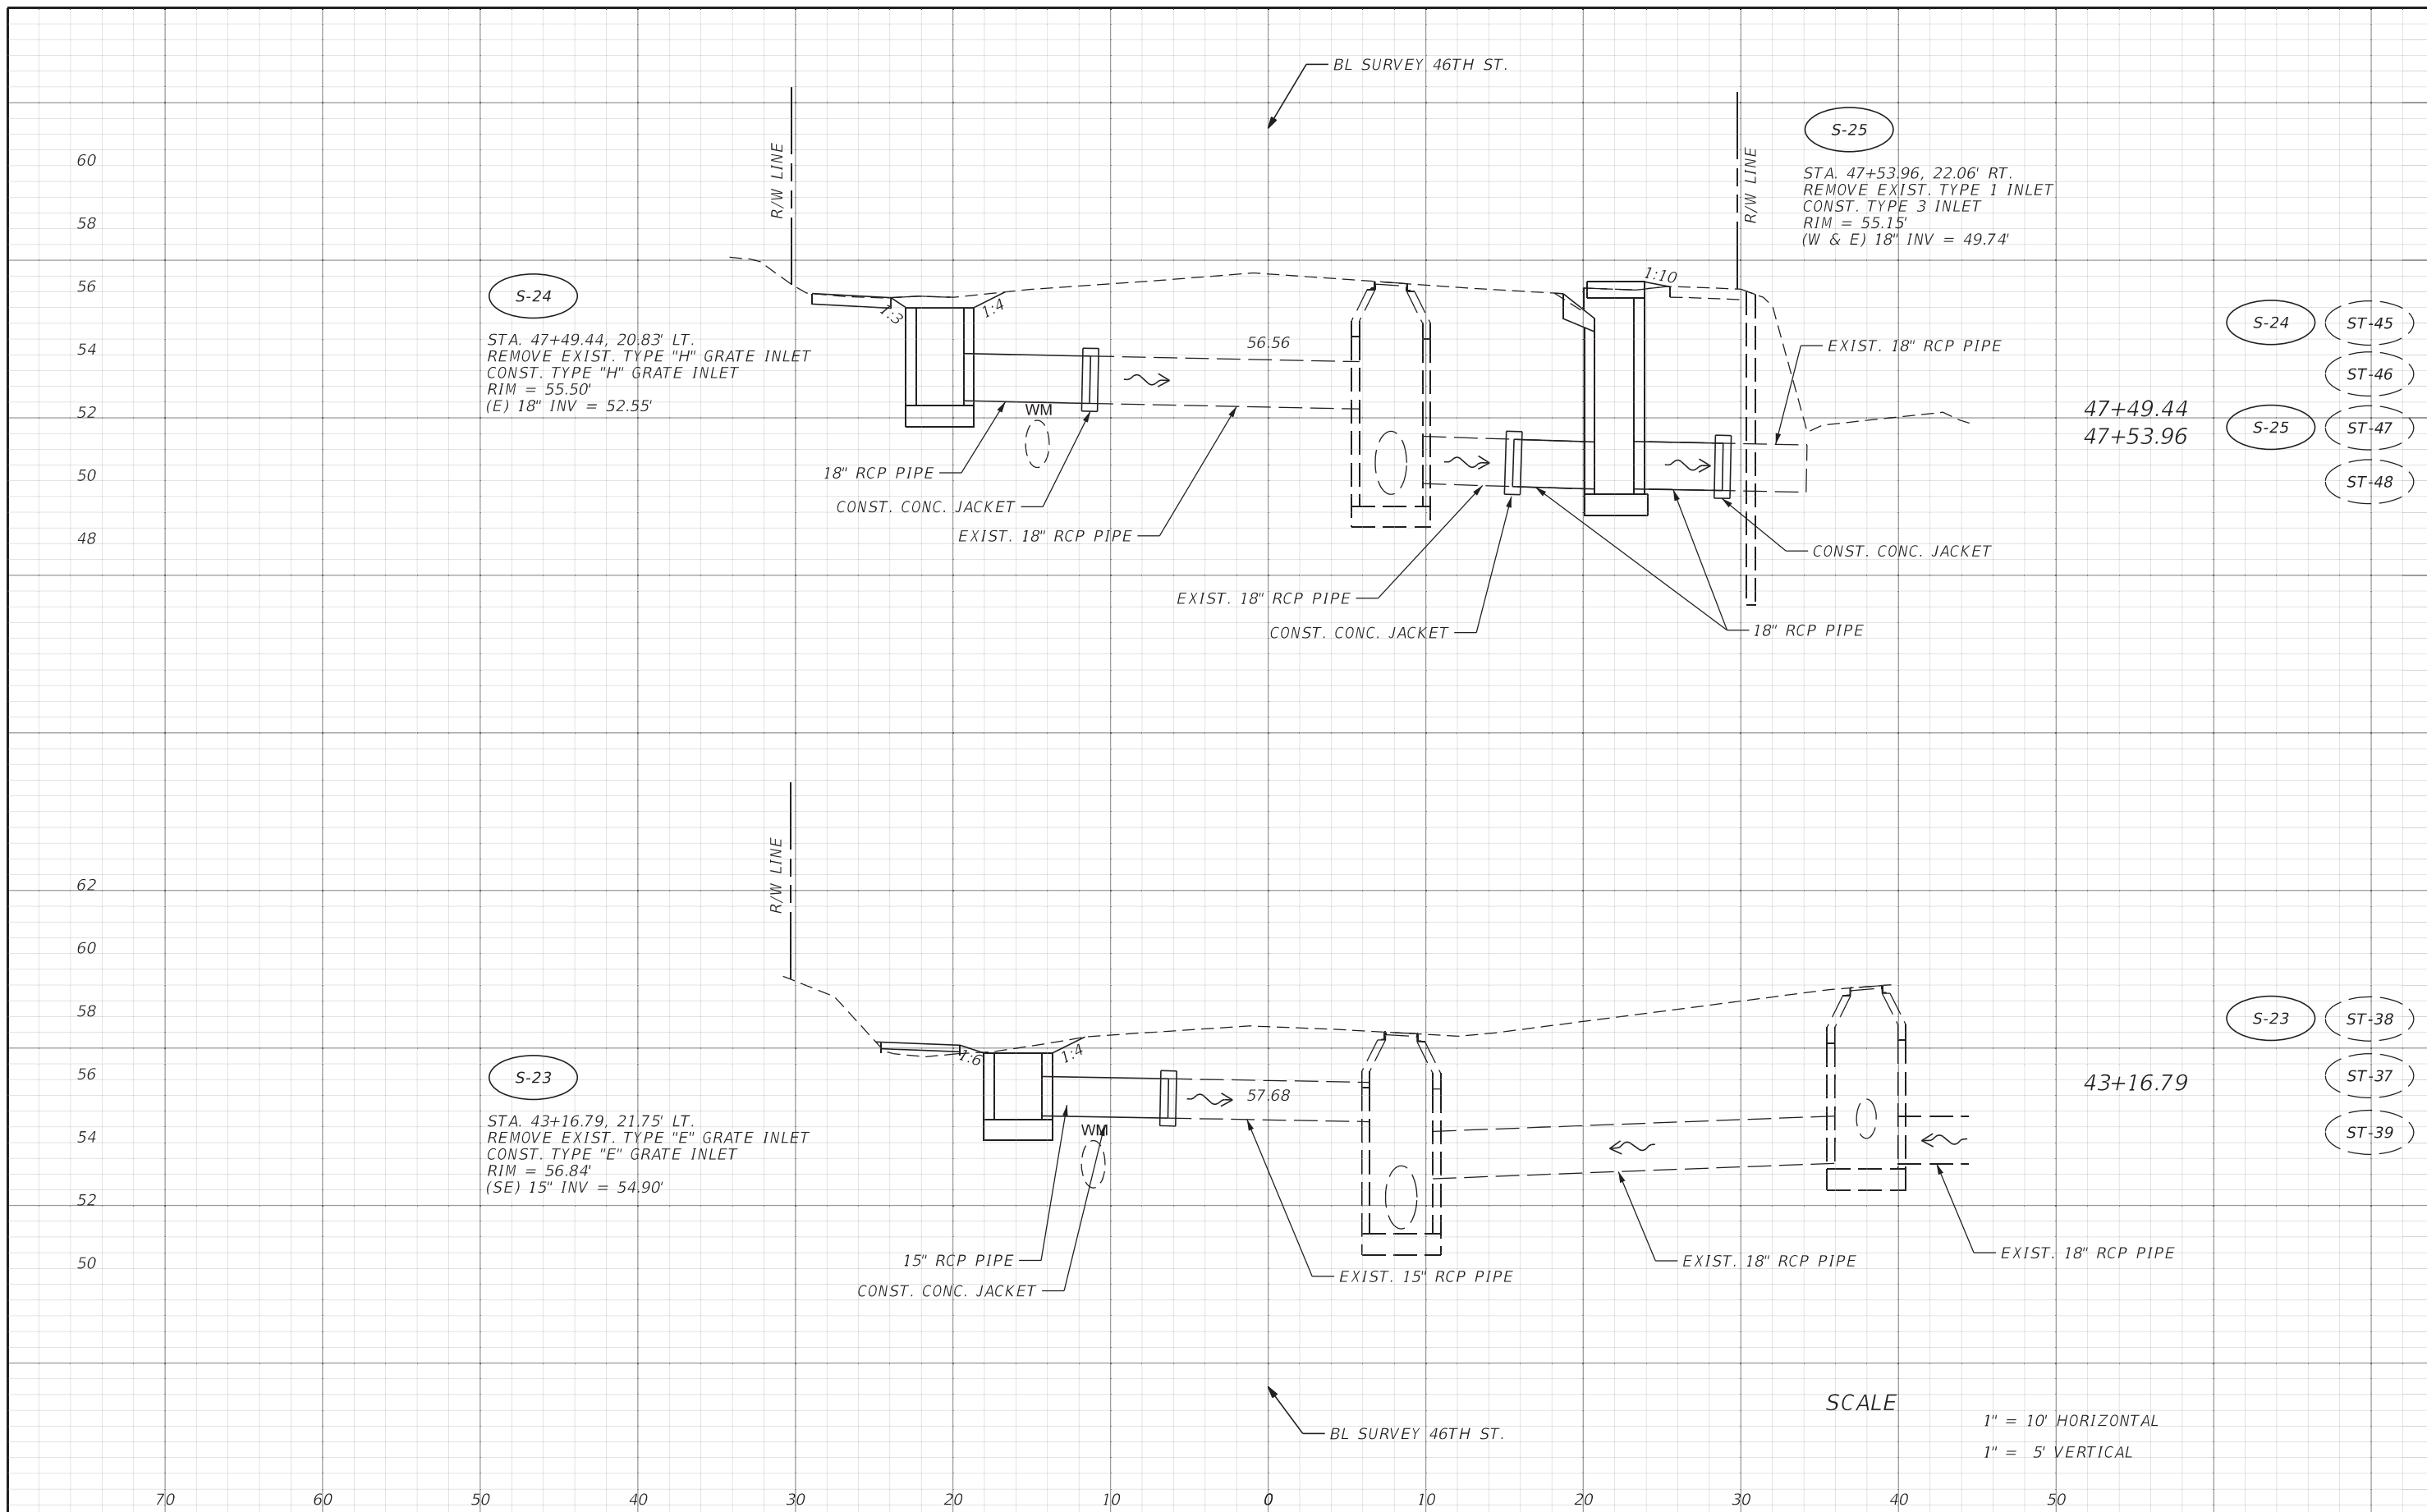 BL SURVEY 46TH ST.
S-25
STA. 47+53.96, 22.06' RT.
REMOVE EXIST. TYPE 1 INLET
CONST. TYPE 3 INLET
RIM = 55.15'
(W & E) 18" INV = 49.74'
R/W LINE
R/W LINE
60
58
56
54
52
50
48
S-24
STA. 47+49.44, 20.83' LT.
REMOVE EXIST. TYPE "H" GRATE INLET
CONST. TYPE "H" GRATE INLET
RIM = 55.50'
(E) 18" INV = 52.55'
1:3
1:4
1:10
56.56
WM
18" RCP PIPE
CONST. CONC. JACKET
EXIST. 18" RCP PIPE
EXIST. 18" RCP PIPE
CONST. CONC. JACKET
EXIST. 18" RCP PIPE
CONST. CONC. JACKET
18" RCP PIPE
47+49.44
47+53.96
S-24
ST-45
ST-46
S-25
ST-47
ST-48
R/W LINE
62
60
58
56
54
52
50
S-23
STA. 43+16.79, 21.75' LT.
REMOVE EXIST. TYPE "E" GRATE INLET
CONST. TYPE "E" GRATE INLET
RIM = 56.84'
(SE) 15" INV = 54.90'
1:6
1:4
57.68
WM
15" RCP PIPE
CONST. CONC. JACKET
EXIST. 15" RCP PIPE
EXIST. 18" RCP PIPE
EXIST. 18" RCP PIPE
43+16.79
S-23
ST-38
ST-37
ST-39
BL SURVEY 46TH ST.
SCALE
1" = 10' HORIZONTAL
1" = 5' VERTICAL
70 60 50 40 30 20 10 0 10 20 30 40 50